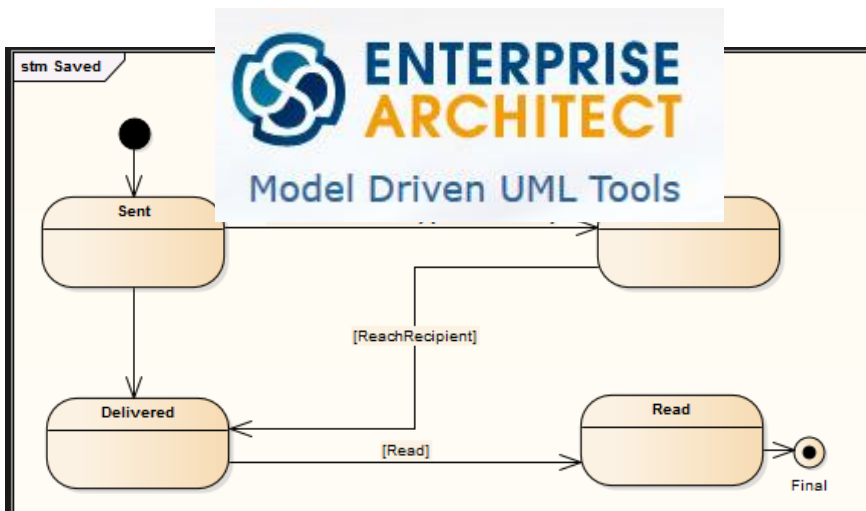 stm Saved
ENTERPRISE
ARCHITECT
Model Driven UML Tools
Sent
[ReachRecipient]
Delivered
Read
[Read]
Final